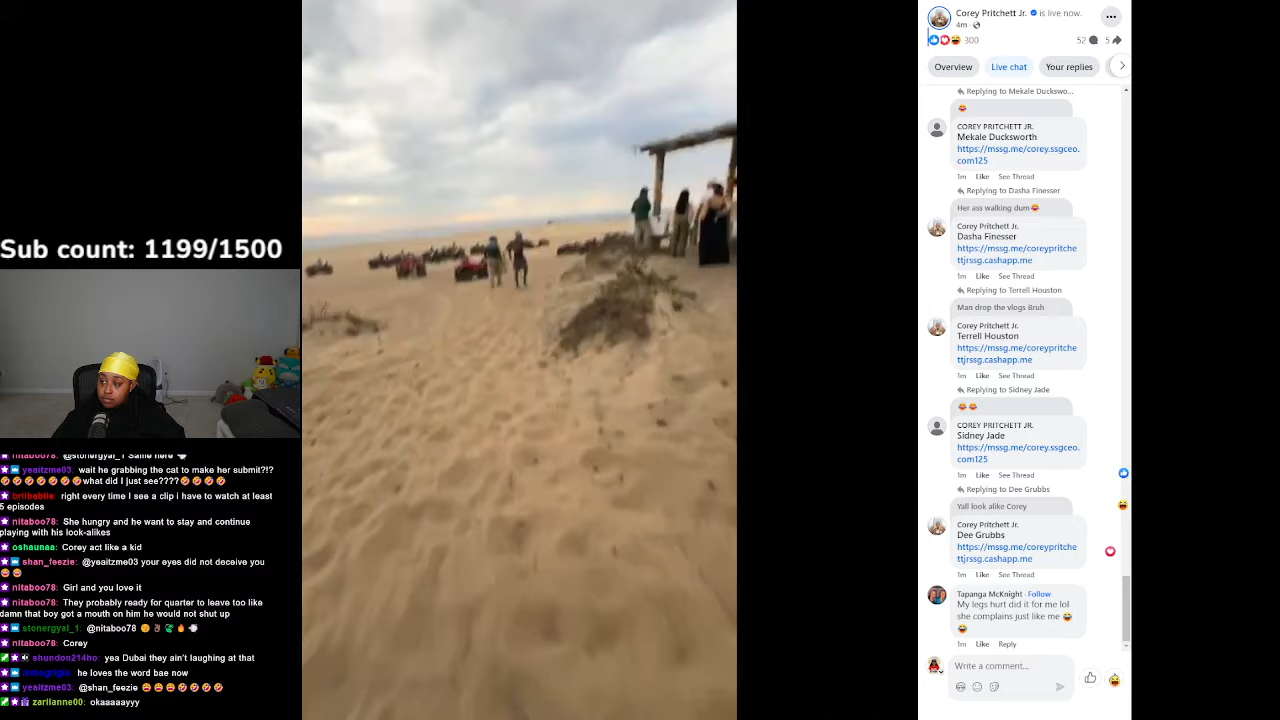 Sub count: 1199/1500
nitaboo78: @stonergyal_1 Same here
yeaitzme03: wait he grabbing the cat to make her submit?!?
🤣🤣🤣🤣🤣🤣🤣what did I just see????🤣🤣🤣🤣
briibabiie: right every time I see a clip i have to watch at least
5 episodes
nitaboo78: She hungry and he want to stay and continue
playing with his look-alikes
oshaunaa: Corey act like a kid
shan_feezie: @yeaitzme03 your eyes did not deceive you
nitaboo78: Girl and you love it
nitaboo78: They probably ready for quarter to leave too like
damn that boy got a mouth on him he would not shut up
stonergyal_1: @nitaboo78
nitaboo78: Corey
shundon214ho: yea Dubai they ain't laughing at that
he loves the word bae now
yeaitzme03: @shan_feezie
zarlianne00: okaaaaayyy
Corey Pritchett Jr. is live now.
4m
300
52
5
Overview
Live chat
Your replies
Replying to Mekale Duckswo...
COREY PRITCHETT JR.
Mekale Ducksworth
https://mssg.me/corey.ssgceo.
com125
1m Like See Thread
Replying to Dasha Finesser
Her ass walking dum😂
Corey Pritchett Jr.
Dasha Finesser
https://mssg.me/coreypritche
ttjrssg.cashapp.me
1m Like See Thread
Replying to Terrell Houston
Man drop the vlogs Bruh
Corey Pritchett Jr.
Terrell Houston
https://mssg.me/coreypritche
ttjrssg.cashapp.me
1m Like See Thread
Replying to Sidney Jade
😂😂
COREY PRITCHETT JR.
Sidney Jade
https://mssg.me/corey.ssgceo.
com125
1m Like See Thread
Replying to Dee Grubbs
Yall look alike Corey
Corey Pritchett Jr.
Dee Grubbs
https://mssg.me/coreypritche
ttjrssg.cashapp.me
1m Like See Thread
Tapanga McKnight · Follow
My legs hurt did it for me lol
she complains just like me 😂
😂
1m Like Reply
Write a comment...